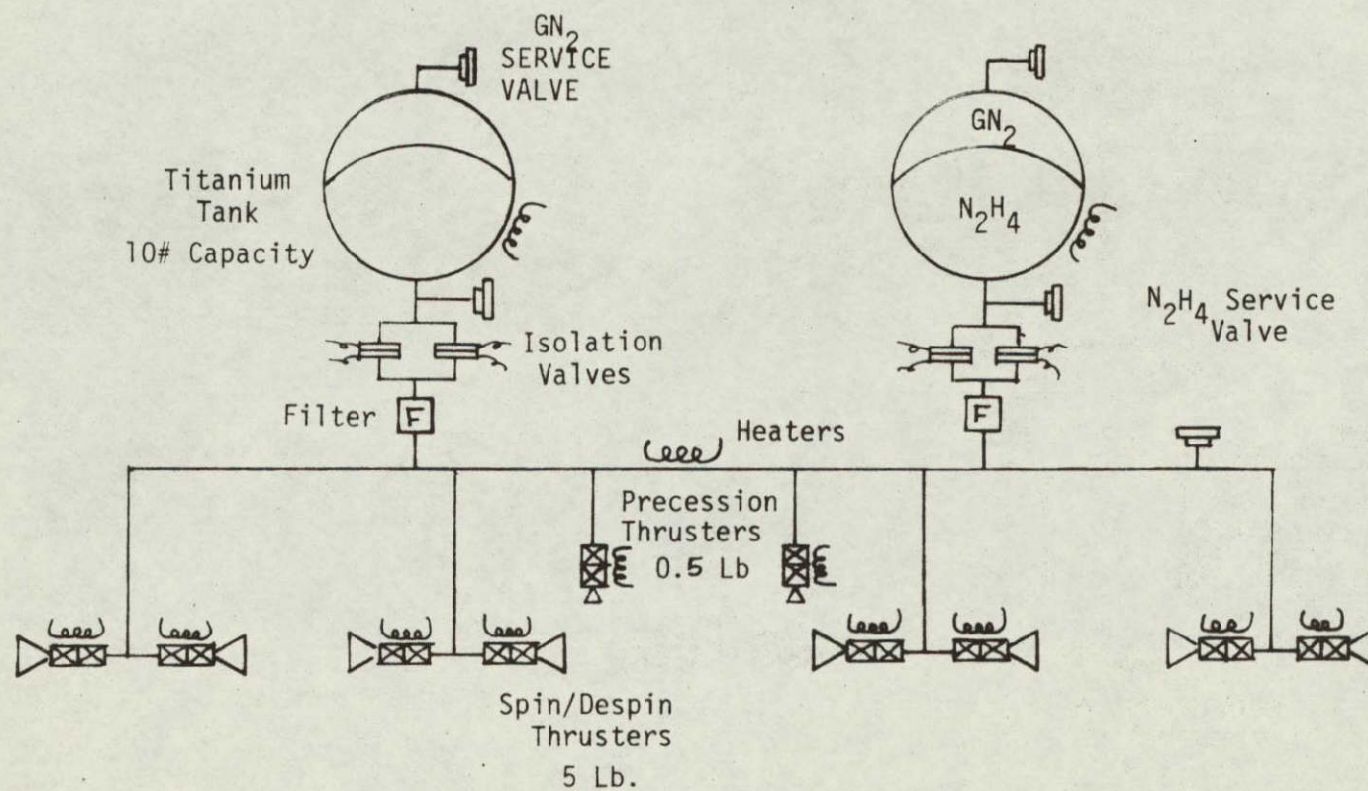 GN₂
SERVICE
VALVE
GN₂
Titanium
Tank
10# Capacity
N₂H₄
N₂H₄ Service
Valve
Isolation
Valves
Filter
F
F
Heaters
Precession
Thrusters
0.5 Lb
Spin/Despin
Thrusters
5 Lb.